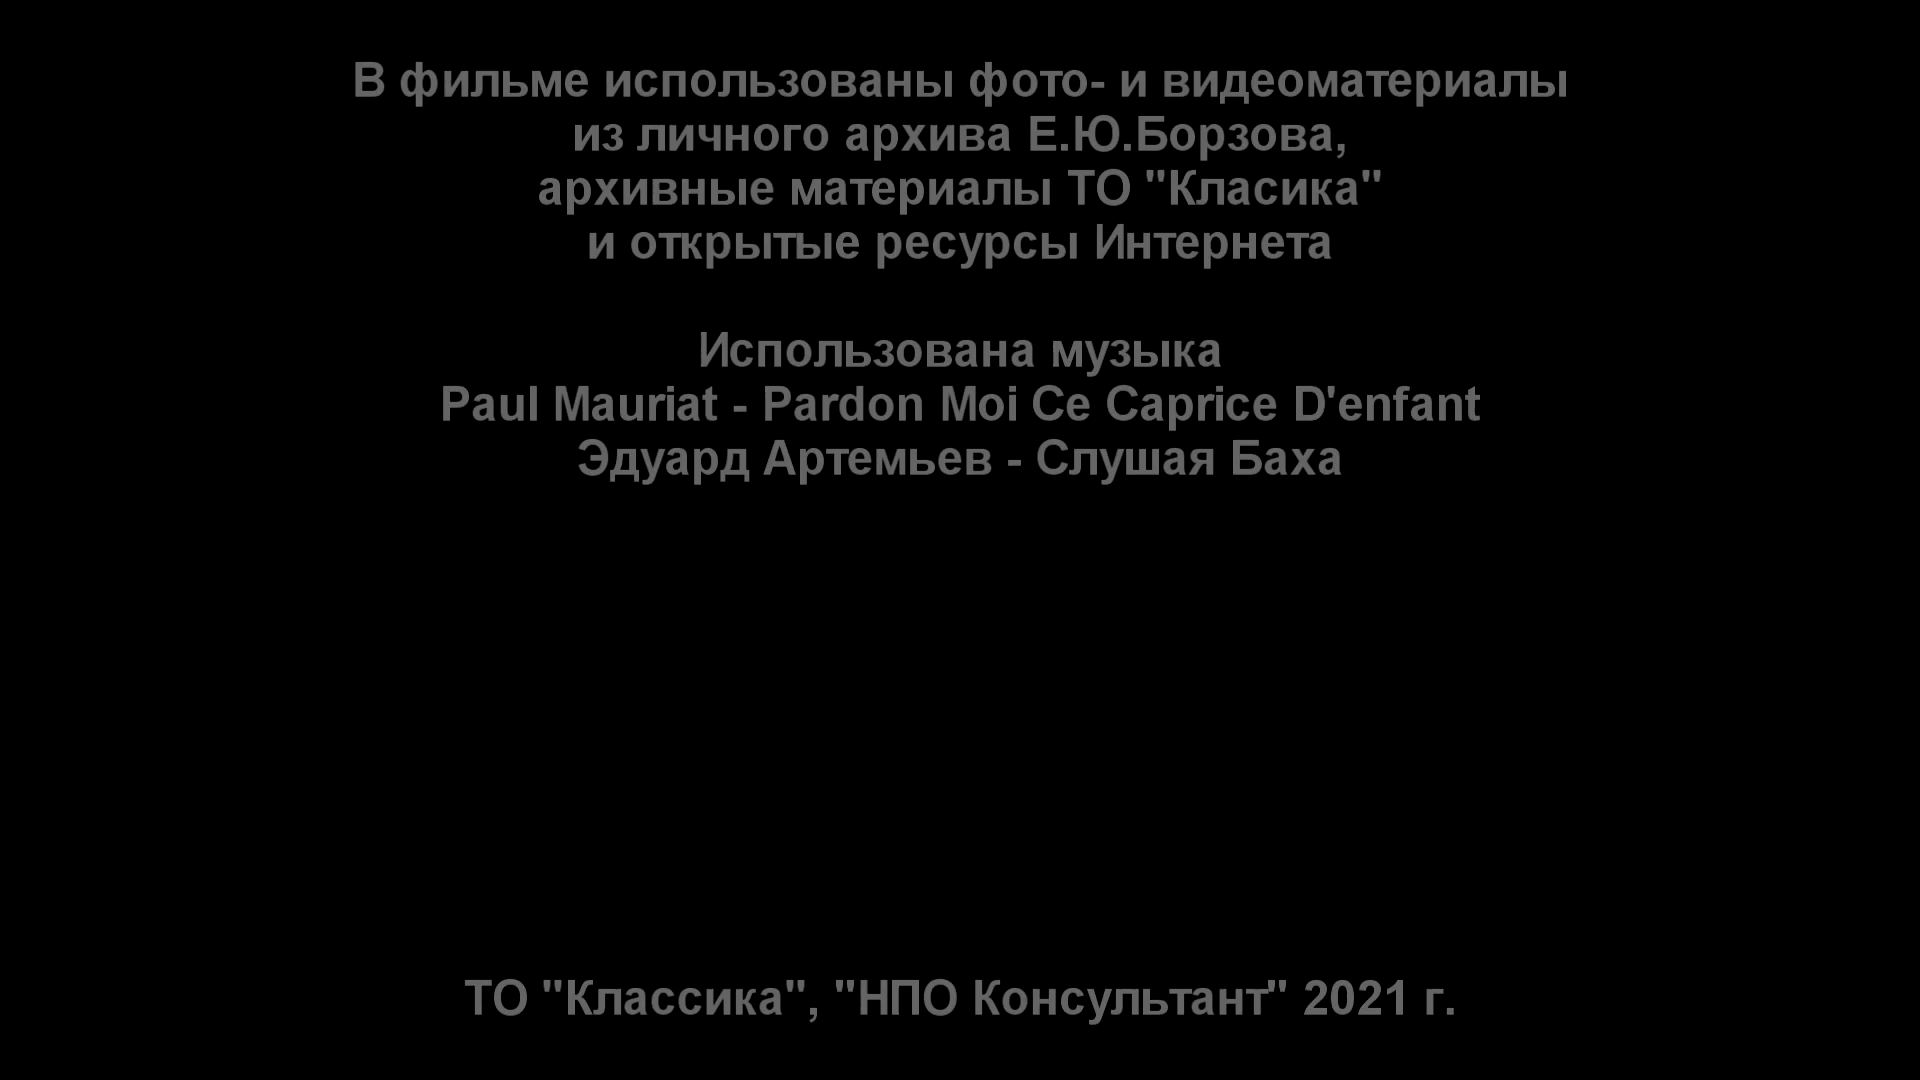 В фильме использованы фото- и видеоматериалы
из личного архива Е.Ю.Борзова,
архивные материалы ТО "Класика"
и открытые ресурсы Интернета
Использована музыка
Paul Mauriat - Pardon Moi Ce Caprice D'enfant
Эдуард Артемьев - Слушая Баха
ТО "Классика", "НПО Консультант" 2021 г.